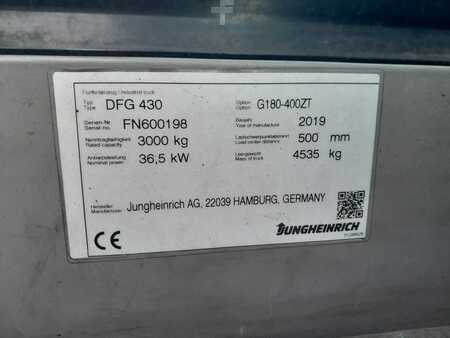 Flurförderzeug / Industrial truck
Typ
Type
DFG 430
Option
Option
G180-400ZT
Serien-Nr
Serial no.
FN600198
Baujahr
Year of manufacture
2019
Nenntragfähigkeit
Rated capacity
3000 kg
Lastschwerpunktabstand
Load center distance
500 mm
Antriebsleistung
Nominal power
36,5 kW
Leergewicht
Mass of truck
4535 kg
Hersteller
Manufacturer
Jungheinrich AG, 22039 HAMBURG, GERMANY
CE
JUNGHEINRICH